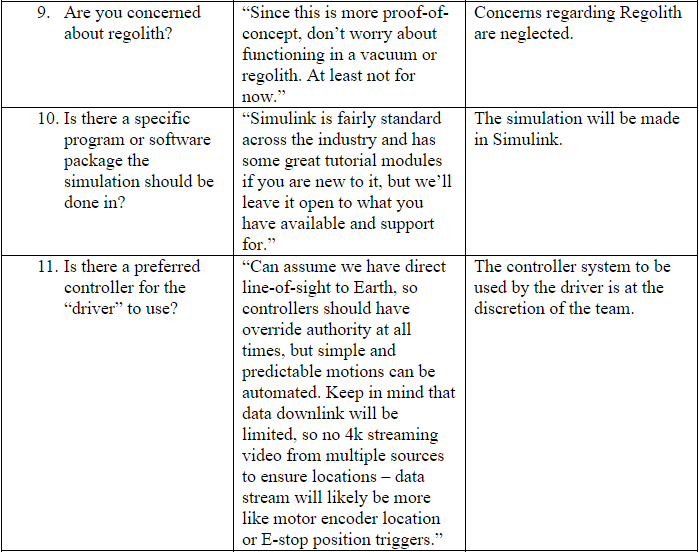 9. Are you concerned
about regolith?
“Since this is more proof-of-
concept, don’t worry about
functioning in a vacuum or
regolith. At least not for
now.”
Concerns regarding Regolith
are neglected.
10. Is there a specific
program or software
package the
simulation should be
done in?
“Simulink is fairly standard
across the industry and has
some great tutorial modules
if you are new to it, but we’ll
leave it open to what you
have available and support
for.”
The simulation will be made
in Simulink.
11. Is there a preferred
controller for the
“driver” to use?
“Can assume we have direct
line-of-sight to Earth, so
controllers should have
override authority at all
times, but simple and
predictable motions can be
automated. Keep in mind that
data downlink will be
limited, so no 4k streaming
video from multiple sources
to ensure locations – data
stream will likely be more
like motor encoder location
or E-stop position triggers.”
The controller system to be
used by the driver is at the
discretion of the team.